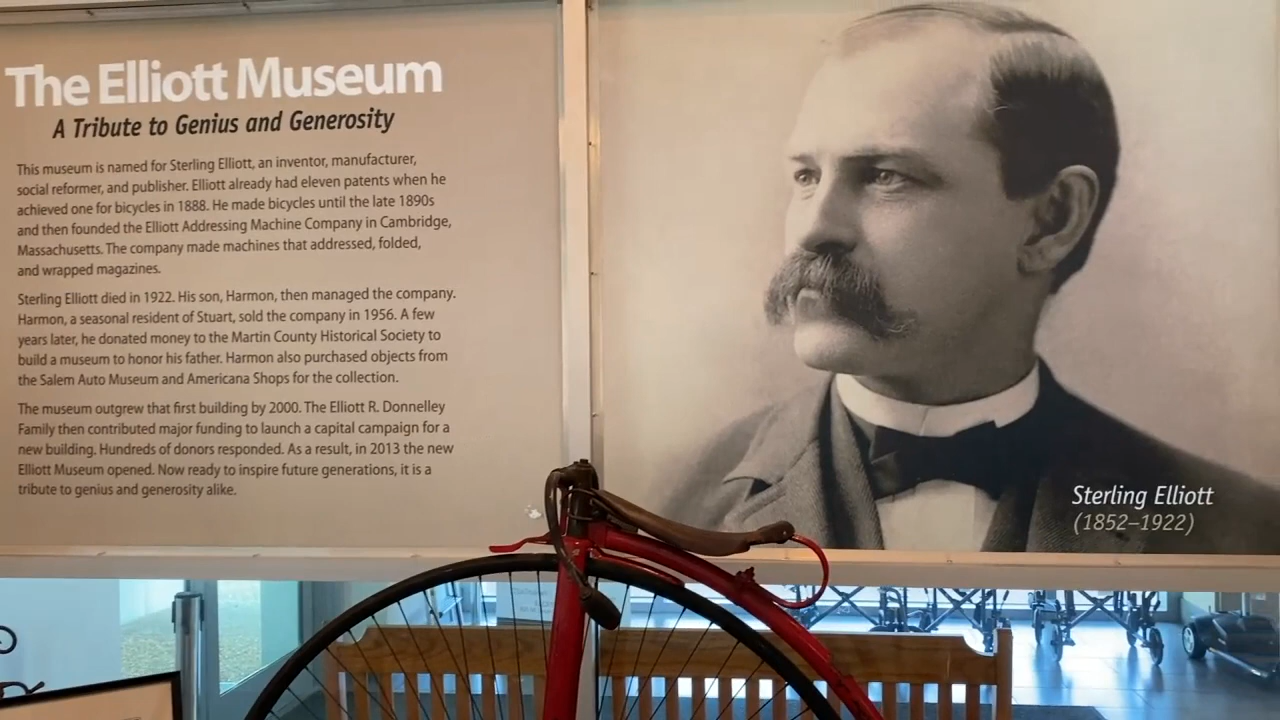 The Elliott Museum
A Tribute to Genius and Generosity
This museum is named for Sterling Elliott, an inventor, manufacturer,
social reformer, and publisher. Elliott already had eleven patents when he
achieved one for bicycles in 1888. He made bicycles until the late 1890s
and then founded the Elliott Addressing Machine Company in Cambridge,
Massachusetts. The company made machines that addressed, folded,
and wrapped magazines.
Sterling Elliott died in 1922. His son, Harmon, then managed the company.
Harmon, a seasonal resident of Stuart, sold the company in 1956. A few
years later, he donated money to the Martin County Historical Society to
build a museum to honor his father. Harmon also purchased objects from
the Salem Auto Museum and Americana Shops for the collection.
The museum outgrew that first building by 2000. The Elliott R. Donnelley
Family then contributed major funding to launch a capital campaign for a
new building. Hundreds of donors responded. As a result, in 2013 the new
Elliott Museum opened. Now ready to inspire future generations, it is a
tribute to genius and generosity alike.
Sterling Elliott
(1852–1922)